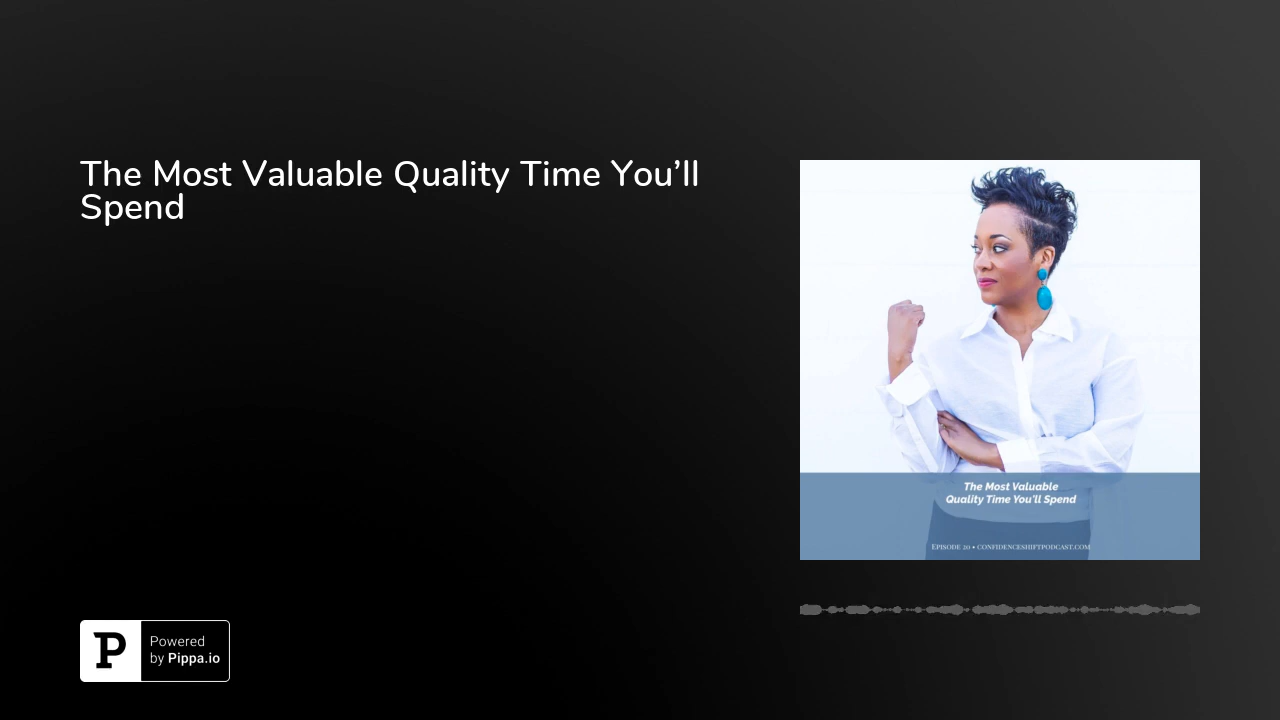 The Most Valuable Quality Time You’ll
Spend
The Most Valuable
Quality Time You'll Spend
Episode 20 • confidenceshiftpodcast.com
P
Powered
by Pippa.io